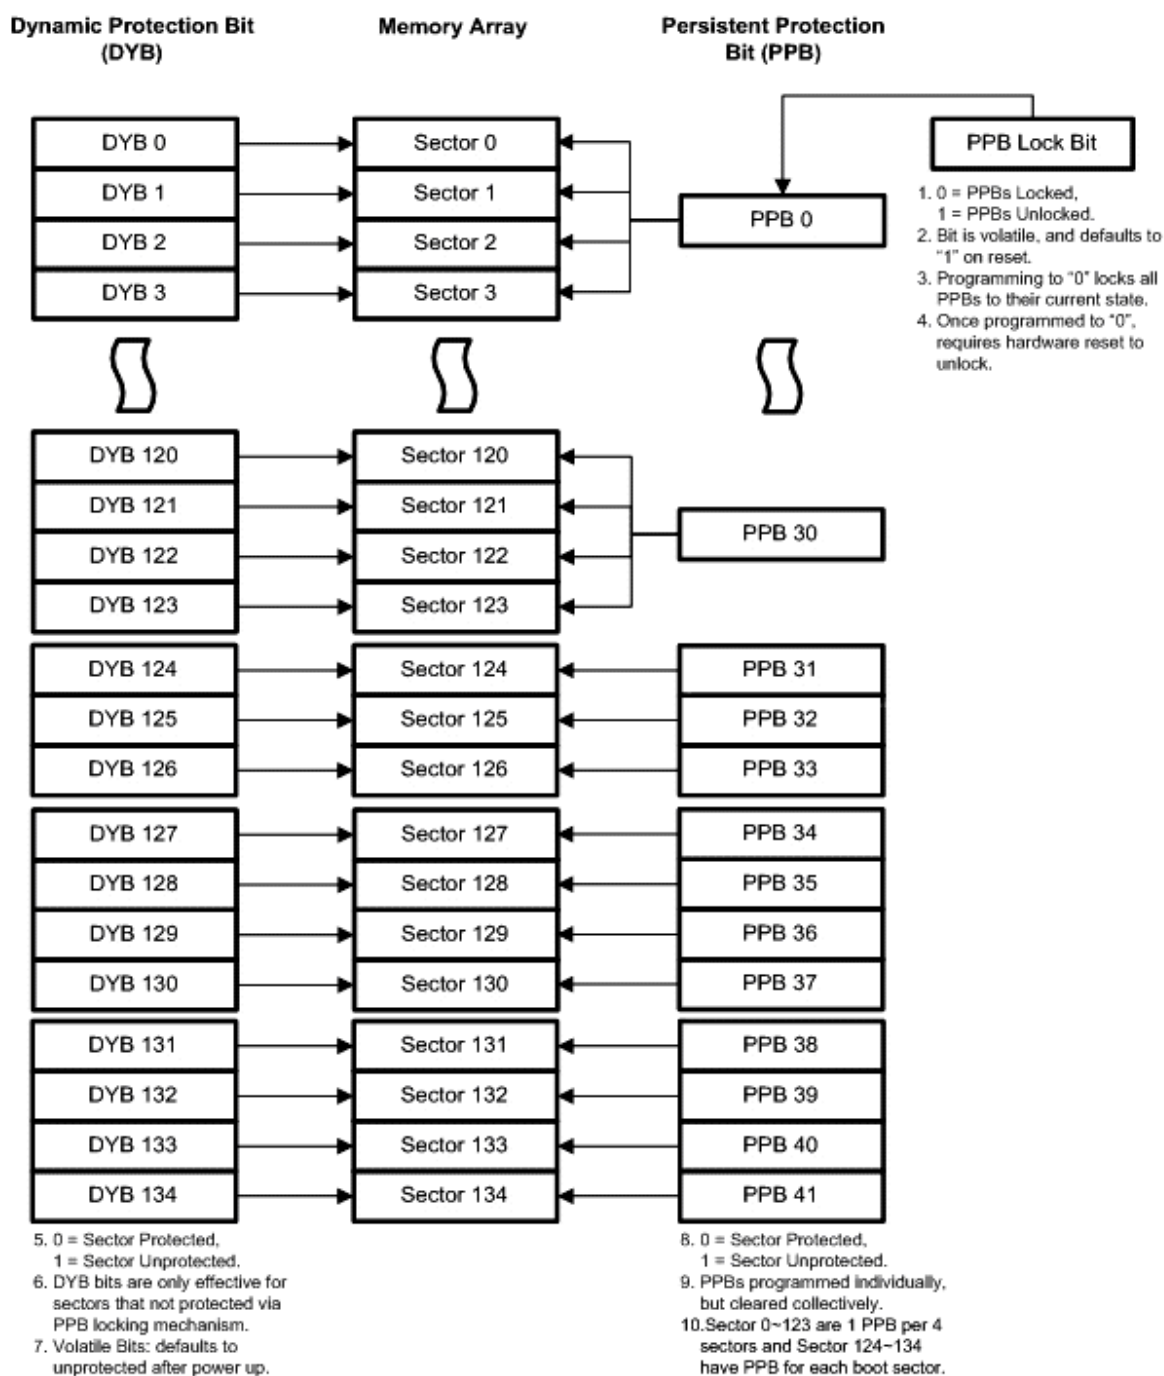 Dynamic Protection Bit
(DYB)
Memory Array
Persistent Protection
Bit (PPB)
DYB 0
Sector 0
DYB 1
Sector 1
DYB 2
Sector 2
DYB 3
Sector 3
PPB 0
PPB Lock Bit
1. 0 = PPBs Locked,
1 = PPBs Unlocked.
2. Bit is volatile, and defaults to
“1” on reset.
3. Programming to “0” locks all
PPBs to their current state.
4. Once programmed to “0”,
requires hardware reset to
unlock.
DYB 120
Sector 120
DYB 121
Sector 121
DYB 122
Sector 122
DYB 123
Sector 123
PPB 30
DYB 124
Sector 124
PPB 31
DYB 125
Sector 125
PPB 32
DYB 126
Sector 126
PPB 33
DYB 127
Sector 127
PPB 34
DYB 128
Sector 128
PPB 35
DYB 129
Sector 129
PPB 36
DYB 130
Sector 130
PPB 37
DYB 131
Sector 131
PPB 38
DYB 132
Sector 132
PPB 39
DYB 133
Sector 133
PPB 40
DYB 134
Sector 134
PPB 41
5. 0 = Sector Protected,
1 = Sector Unprotected.
6. DYB bits are only effective for
sectors that not protected via
PPB locking mechanism.
7. Volatile Bits: defaults to
unprotected after power up.
8. 0 = Sector Protected,
1 = Sector Unprotected.
9. PPBs programmed individually,
but cleared collectively.
10.Sector 0~123 are 1 PPB per 4
sectors and Sector 124~134
have PPB for each boot sector.